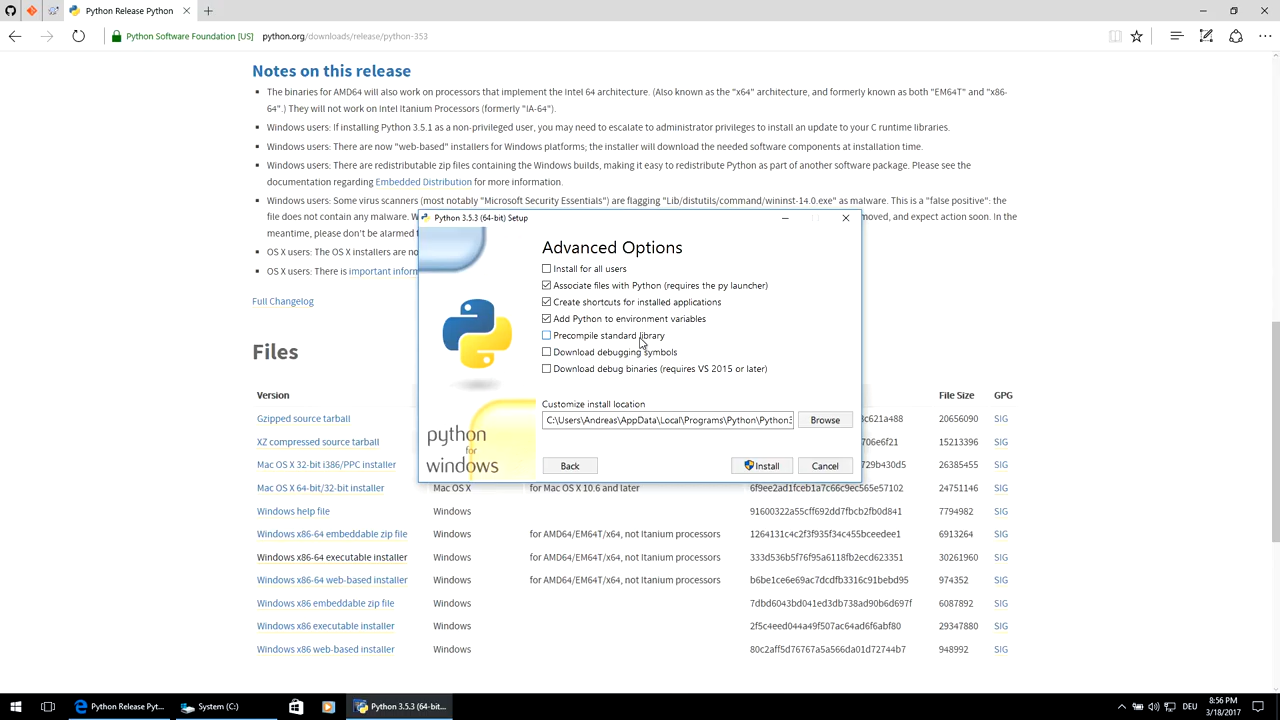 Python Release Python
Python Software Foundation [US] python.org/downloads/release/python-353
Notes on this release
The binaries for AMD64 will also work on processors that implement the Intel 64 architecture. (Also known as the "x64" architecture, and formerly known as both "EM64T" and "x86-
64".) They will not work on Intel Itanium Processors (formerly "IA-64").
Windows users: If installing Python 3.5.1 as a non-privileged user, you may need to escalate to administrator privileges to install an update to your C runtime libraries.
Windows users: There are now "web-based" installers for Windows platforms; the installer will download the needed software components at installation time.
Windows users: There are redistributable zip files containing the Windows builds, making it easy to redistribute Python as part of another software package. Please see the
documentation regarding Embedded Distribution for more information.
Windows users: Some virus scanners (most notably "Microsoft Security Essentials") are flagging "Lib/distutils/command/wininst-14.0.exe" as malware. This is a "false positive": the
file does not contain any malware. W
moved, and expect action soon. In the
meantime, please don't be alarmed t
OS X users: The OS X installers are no
OS X users: There is important inform
Full Changelog
Python 3.5.3 (64-bit) Setup
Advanced Options
Install for all users
Associate files with Python (requires the py launcher)
Create shortcuts for installed applications
Add Python to environment variables
Precompile standard library
Download debugging symbols
Download debug binaries (requires VS 2015 or later)
Customize install location
C:\Users\Andreas\AppData\Local\Programs\Python\Python3
Browse
python
for
windows
Back
Install
Cancel
Files
Version File Size GPG
Gzipped source tarball 3c621a488 20656090 SIG
XZ compressed source tarball 706e6f21 15213396 SIG
Mac OS X 32-bit i386/PPC installer 729b430d5 26385455 SIG
Mac OS X 64-bit/32-bit installer Mac OS X for Mac OS X 10.6 and later 6f9ee2ad1fceb1a7c66c9ec565e57102 24751146 SIG
Windows help file Windows 91600322a55cff692dd7fbcb2fb0d841 7794982 SIG
Windows x86-64 embeddable zip file Windows for AMD64/EM64T/x64, not Itanium processors 1264131c4c2f3f935f34c455bceedee1 6913264 SIG
Windows x86-64 executable installer Windows for AMD64/EM64T/x64, not Itanium processors 333d536b5f76f95a6118fb2ecd623351 30261960 SIG
Windows x86-64 web-based installer Windows for AMD64/EM64T/x64, not Itanium processors b6be1ce6e69ac7dcdfb3316c91bebd95 974352 SIG
Windows x86 embeddable zip file Windows 7dbd6043bd041ed3db738ad90b6d697f 6087892 SIG
Windows x86 executable installer Windows 2f5c4eed044a49f507ac64ad6f6abf80 29347880 SIG
Windows x86 web-based installer Windows 80c2aff5d76767a5a566da01d72744b7 948992 SIG
Python Release Pyt... System (C:) Python 3.5.3 (64-bit... DEU 8:56 PM
3/18/2017